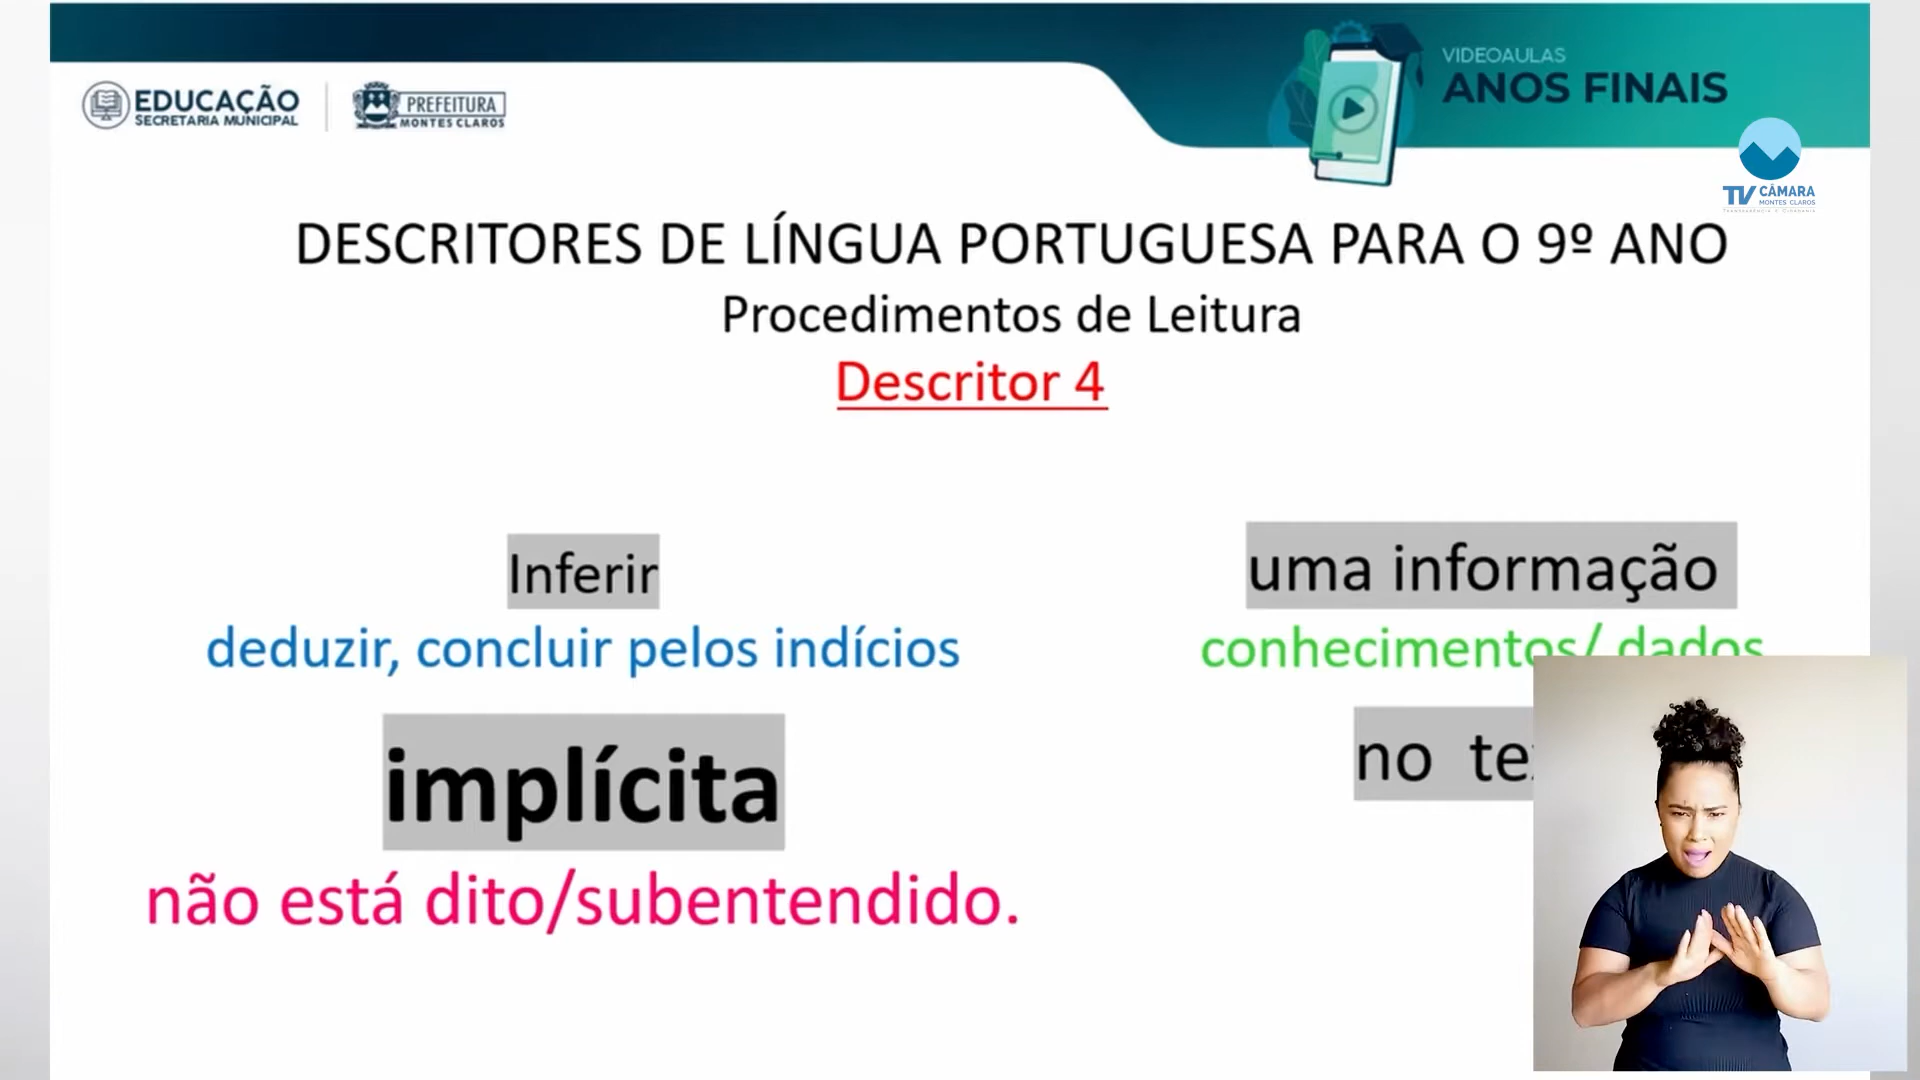 EDUCAÇÃO
SECRETARIA MUNICIPAL
PREFEITURA
MONTES CLAROS
VIDEOAULAS
ANOS FINAIS
TV CÂMARA
MONTES CLAROS
DESCRITORES DE LÍNGUA PORTUGUESA PARA O 9º ANO
Procedimentos de Leitura
Descritor 4
Inferir
uma informação
deduzir, concluir pelos indícios
conhecimentos/ dados
implícita
no
não está dito/subentendido.